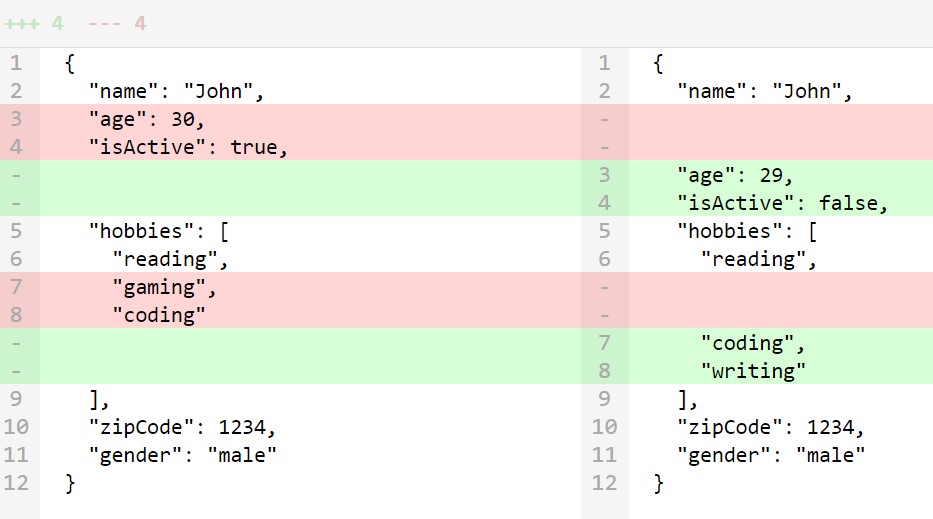 +++ 4 --- 4
1 { 1 {
2 "name": "John", 2 "name": "John",
3 "age": 30, -
4 "isActive": true, -
- 3 "age": 29,
- 4 "isActive": false,
5 "hobbies": [ 5 "hobbies": [
6 "reading", 6 "reading",
7 "gaming", -
8 "coding" -
- 7 "coding",
- 8 "writing"
9 ], 9 ],
10 "zipCode": 1234, 10 "zipCode": 1234,
11 "gender": "male" 11 "gender": "male"
12 } 12 }